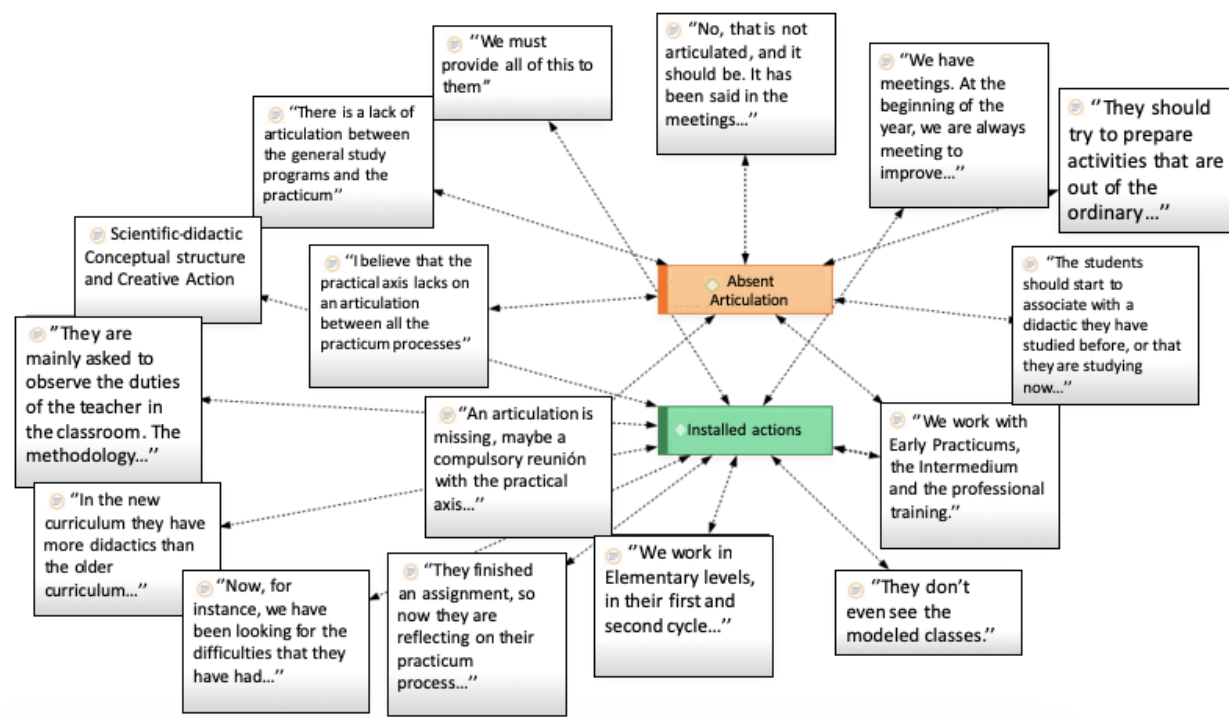 “We must
provide all of this to
them”
“No, that is not
articulated, and it
should be. It has
been said in the
meetings...”
“We have
meetings. At the
beginning of the
year, we are always
meeting to
improve...”
“They should
try to prepare
activities that are
out of the
ordinary...”
“There is a lack of
articulation between
the general study
programs and the
practicum”
Scientific-didactic
Conceptual structure
and Creative Action
“I believe that the
practical axis lacks on
an articulation
between all the
practicum processes”
Absent
Articulation
“The students
should start to
associate with a
didactic they have
studied before, or that
they are studying
now...”
“They are
mainly asked to
observe the duties
of the teacher in
the classroom. The
methodology...”
“An articulation is
missing, maybe a
compulsory reunión
with the practical
axis...”
Installed actions
“We work with
Early Practicums,
the Intermedium
and the professional
training.”
“In the new
curriculum they have
more didactics than
the older
curriculum...”
“Now, for
instance, we have
been looking for the
difficulties that they
have had...”
“They finished
an assignment, so
now they are
reflecting on their
practicum
process...”
“We work in
Elementary levels,
in their first and
second cycle...”
“They don’t
even see the
modeled classes.”